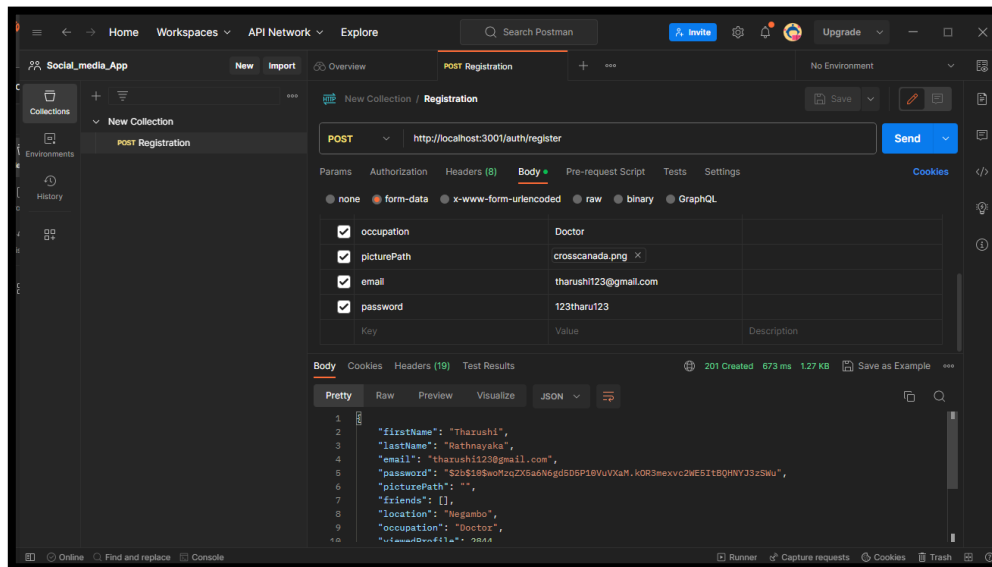 Home Workspaces API Network Explore Search Postman Invite Upgrade
Social_media_App New Import Overview POST Registration No Environment
Collections
New Collection / Registration Save
New Collection
POST Registration
POST http://localhost:3001/auth/register Send
Environments
Params Authorization Headers (8) Body Pre-request Script Tests Settings Cookies
History
none form-data x-www-form-urlencoded raw binary GraphQL
occupation Doctor
picturePath crosscanada.png
email tharushi123@gmail.com
password 123tharu123
Key Value Description
Body Cookies Headers (19) Test Results 201 Created 673 ms 1.27 KB Save as Example
Pretty Raw Preview Visualize JSON
1 {
2 "firstName": "Tharushi",
3 "lastName": "Rathnayaka",
4 "email": "tharushi123@gmail.com",
5 "password": "$2b$10$woMzqZX5a6N6gd5D5P10VuVXaM.kOR3mexvc2WE5ItBQHNYJ3zSWu",
6 "picturePath": "",
7 "friends": [],
8 "location": "Negambo",
9 "occupation": "Doctor",
10 "viewedProfile": 2044
Online Find and replace Console Runner Capture requests Cookies Trash